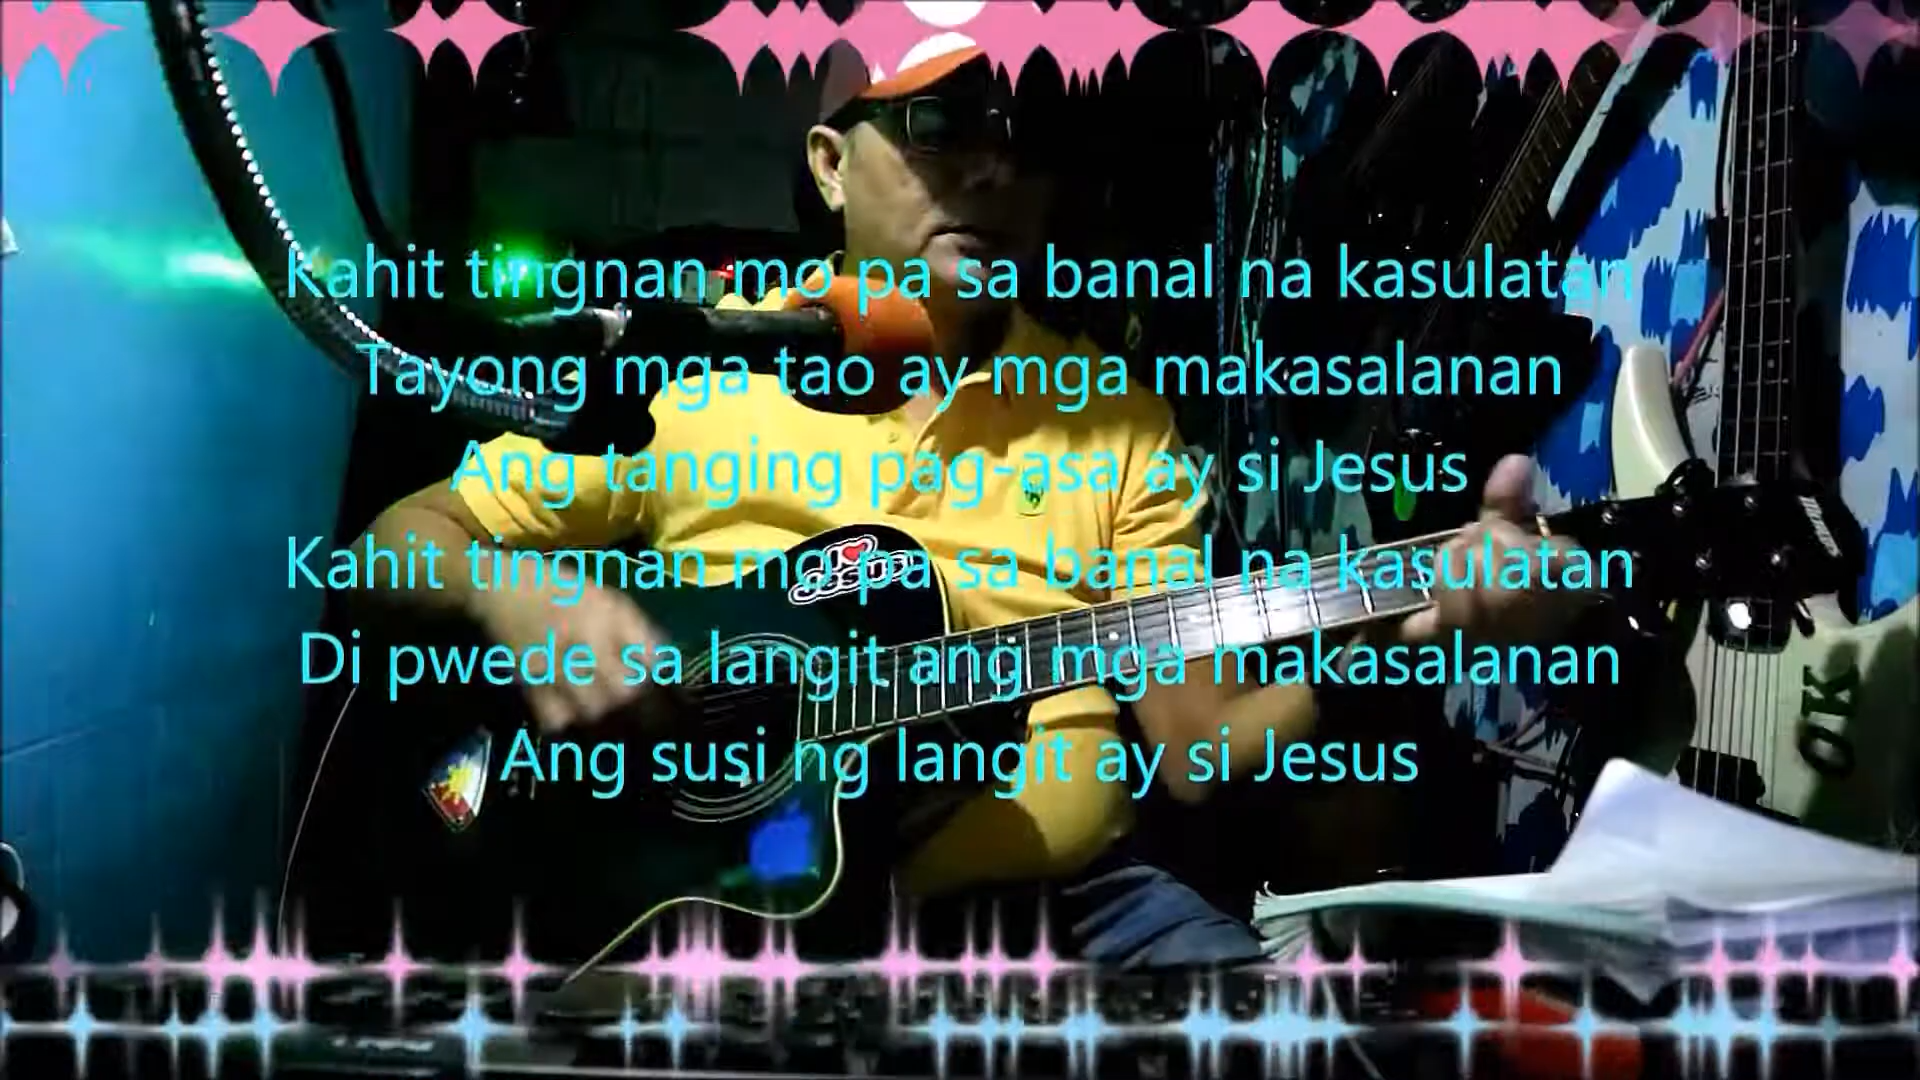 Kahit tingnan mo pa sa banal na kasulatan
Tayong mga tao ay mga makasalanan
Ang tanging pag-asa ay si Jesus
I ♥
JESUS
Kahit tingnan mo pa sa banal na kasulatan
Di pwede sa langit ang mga makasalanan
OK
Ang susi ng langit ay si Jesus